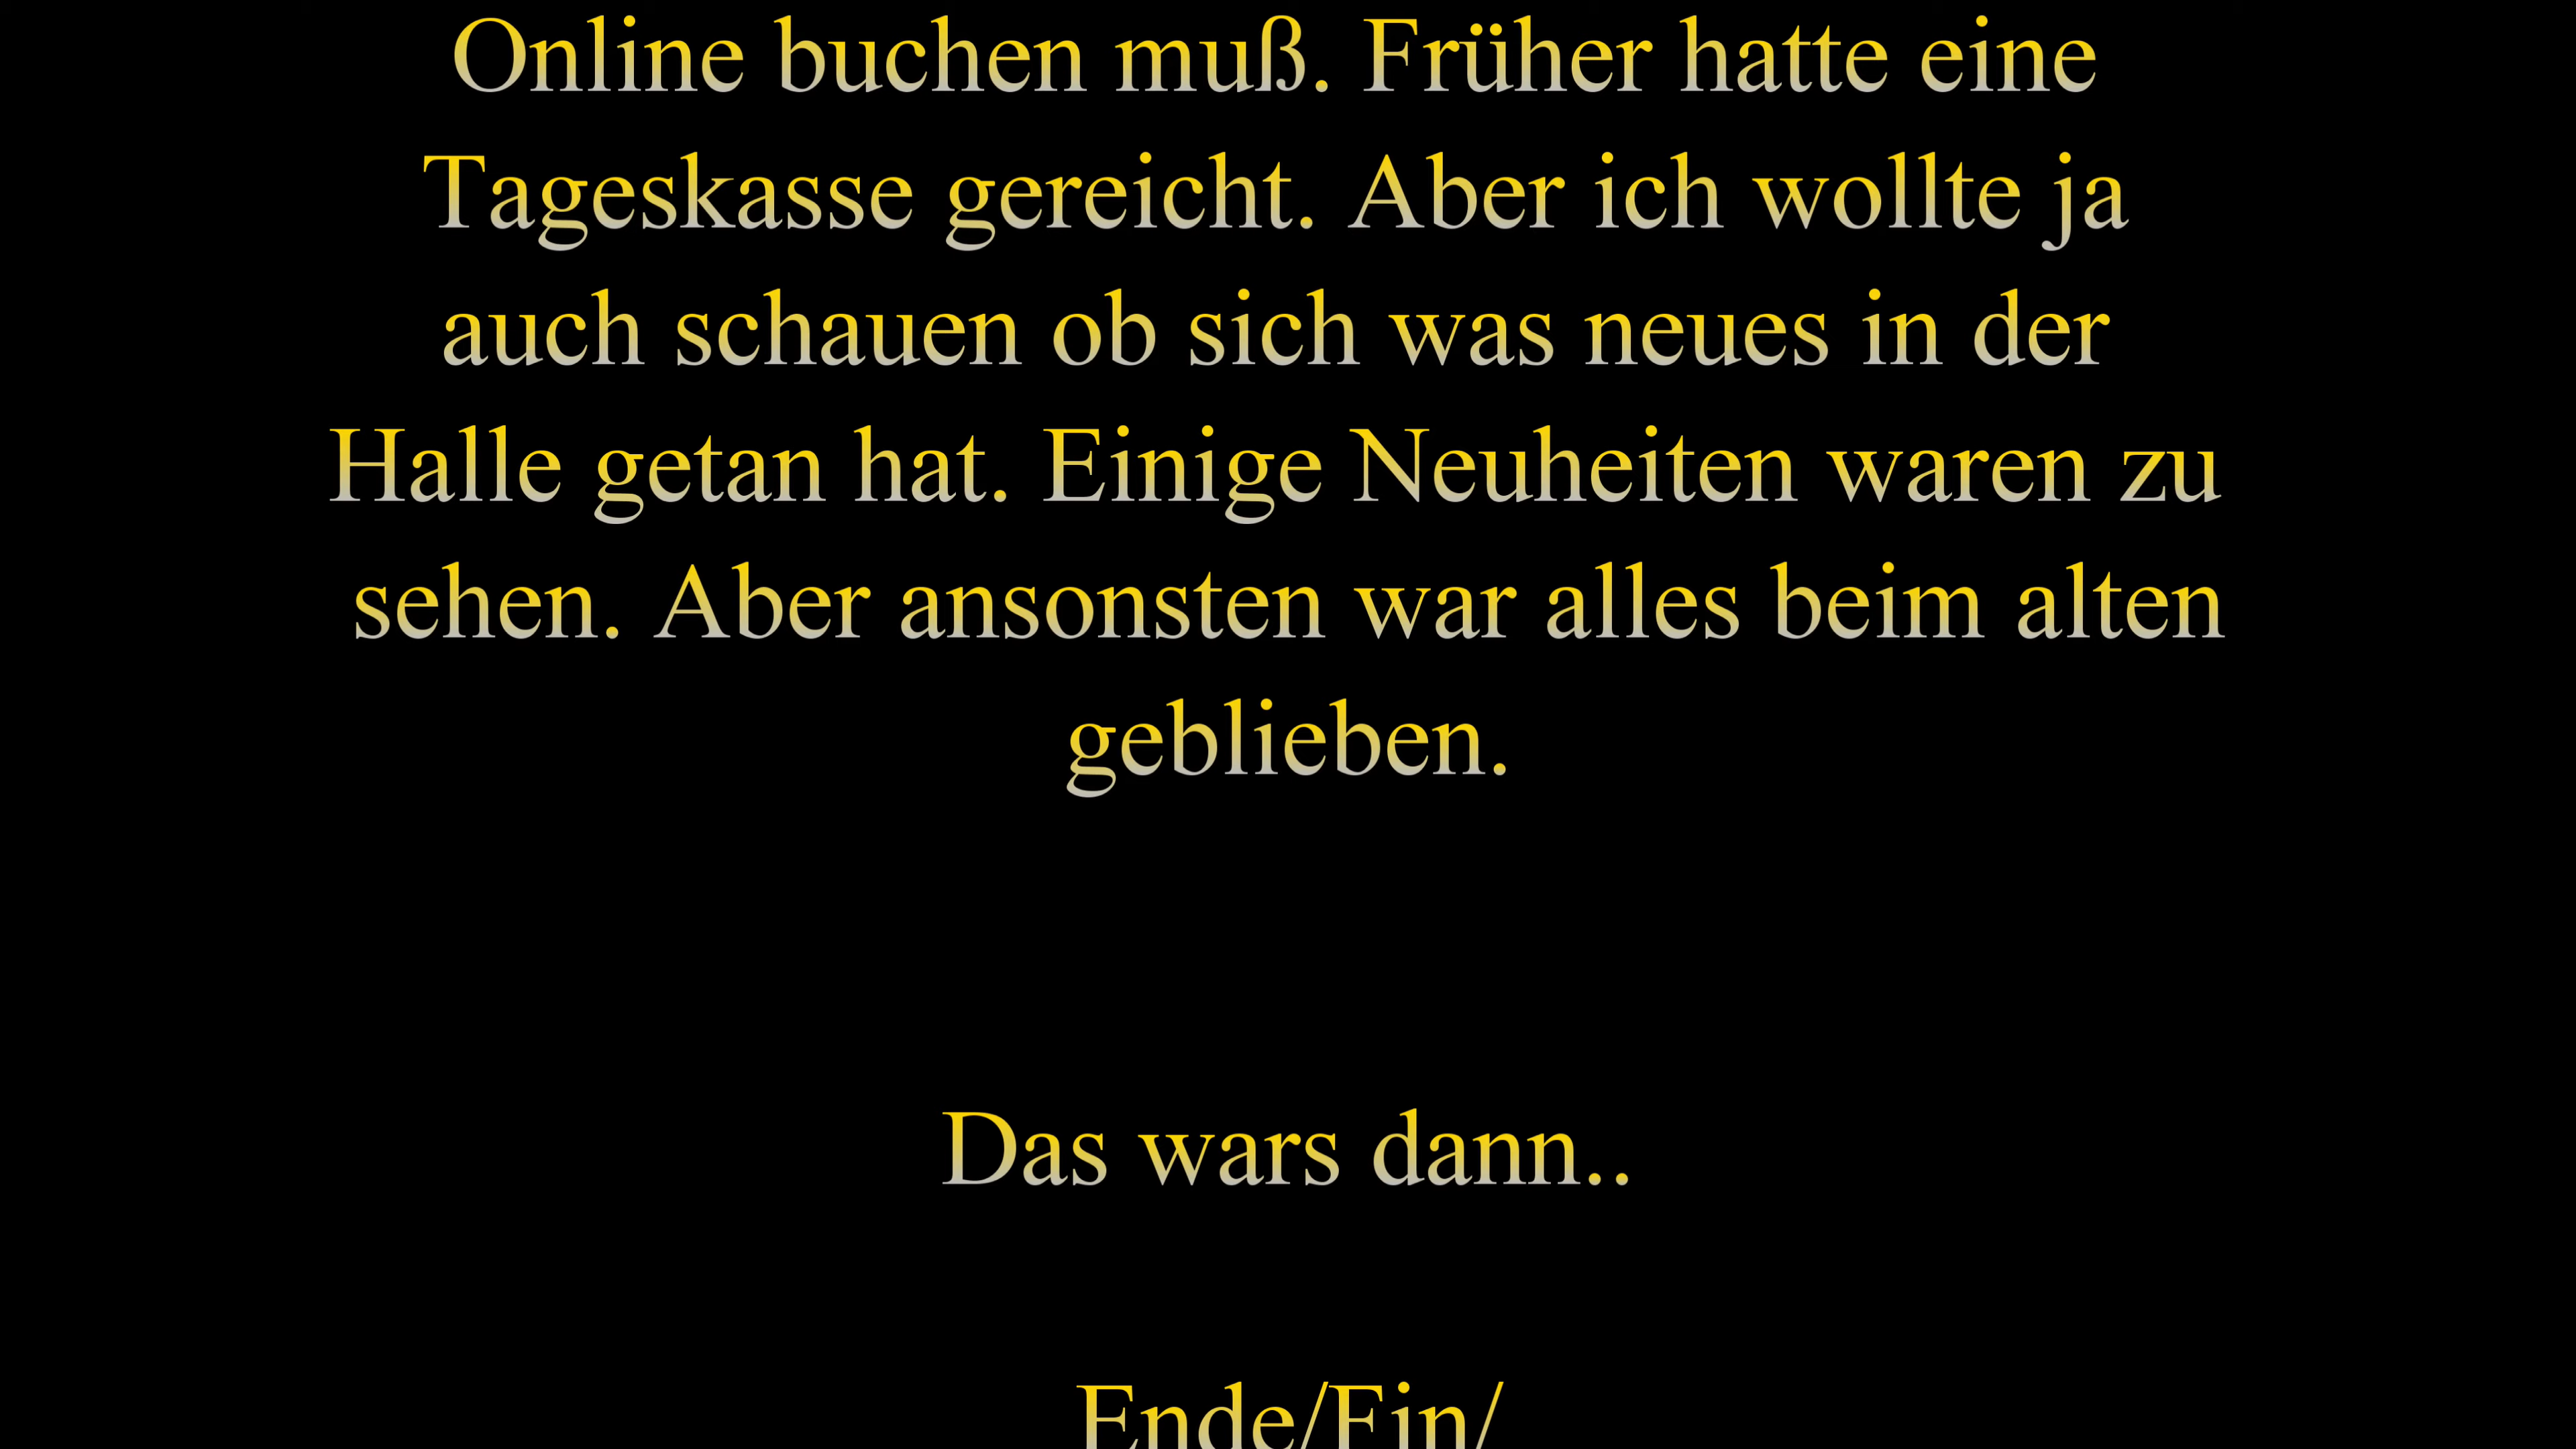 Online buchen muß. Früher hatte eine
Tageskasse gereicht. Aber ich wollte ja
auch schauen ob sich was neues in der
Halle getan hat. Einige Neuheiten waren zu
sehen. Aber ansonsten war alles beim alten
geblieben.
Das wars dann..
Ende/Fin/